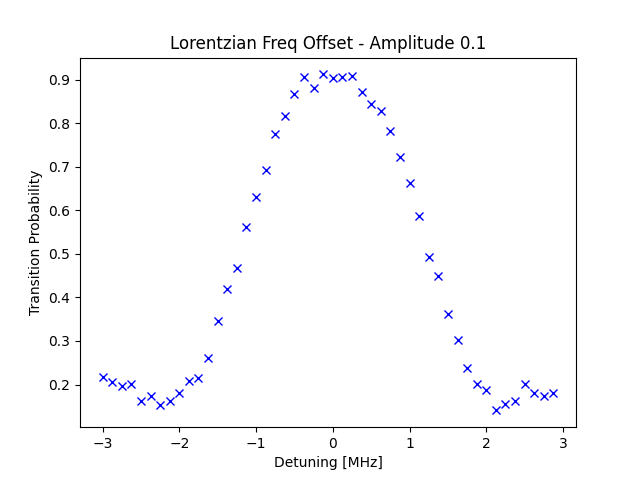 Lorentzian Freq Offset - Amplitude 0.1
Transition Probability
0.9
0.8
0.7
0.6
0.5
0.4
0.3
0.2
−3 −2 −1 0 1 2 3
Detuning [MHz]